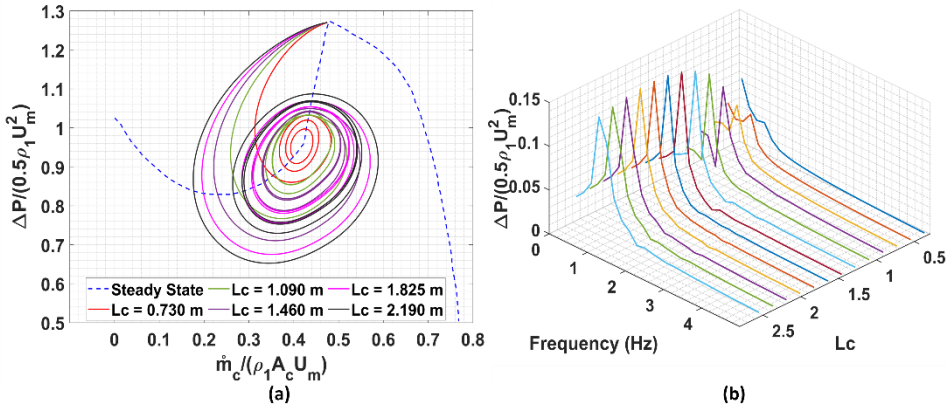 (a)
1.3
1.2
1.1
1
0.9
0.8
0.7
0.6
0.5
ΔP/(0.5ρ₁U²ₘ)
Steady State
Lc = 0.730 m
Lc = 1.090 m
Lc = 1.460 m
Lc = 1.825 m
Lc = 2.190 m
0 0.1 0.2 0.3 0.4 0.5 0.6 0.7 0.8
ṁ_c/(ρ₁A_cUₘ)
(a)
0.15
0.1
0.05
0
ΔP/(0.5ρ₁U²ₘ)
0 1 2 3 4
Frequency (Hz)
2.5 2 1.5 1 0.5
Lc
(b)